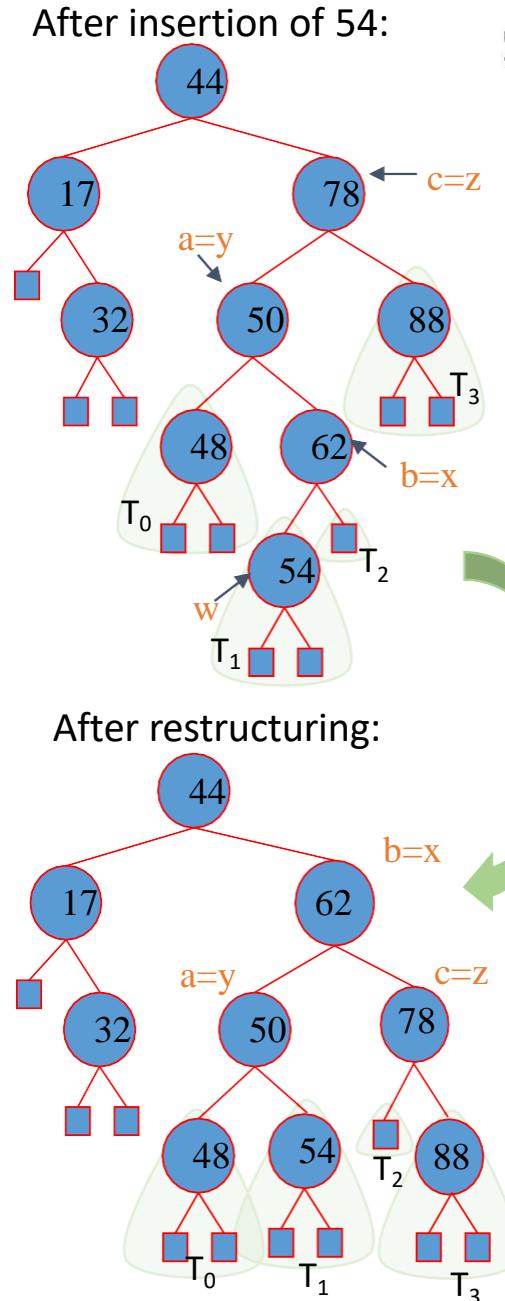 After insertion of 54:
44
17
78
c=z
a=y
32
50
88
T₃
48
62
b=x
T₀
T₂
54
w
T₁
After restructuring:
44
b=x
17
62
a=y
c=z
32
50
78
48
54
T₂
88
T₀
T₁
T₃